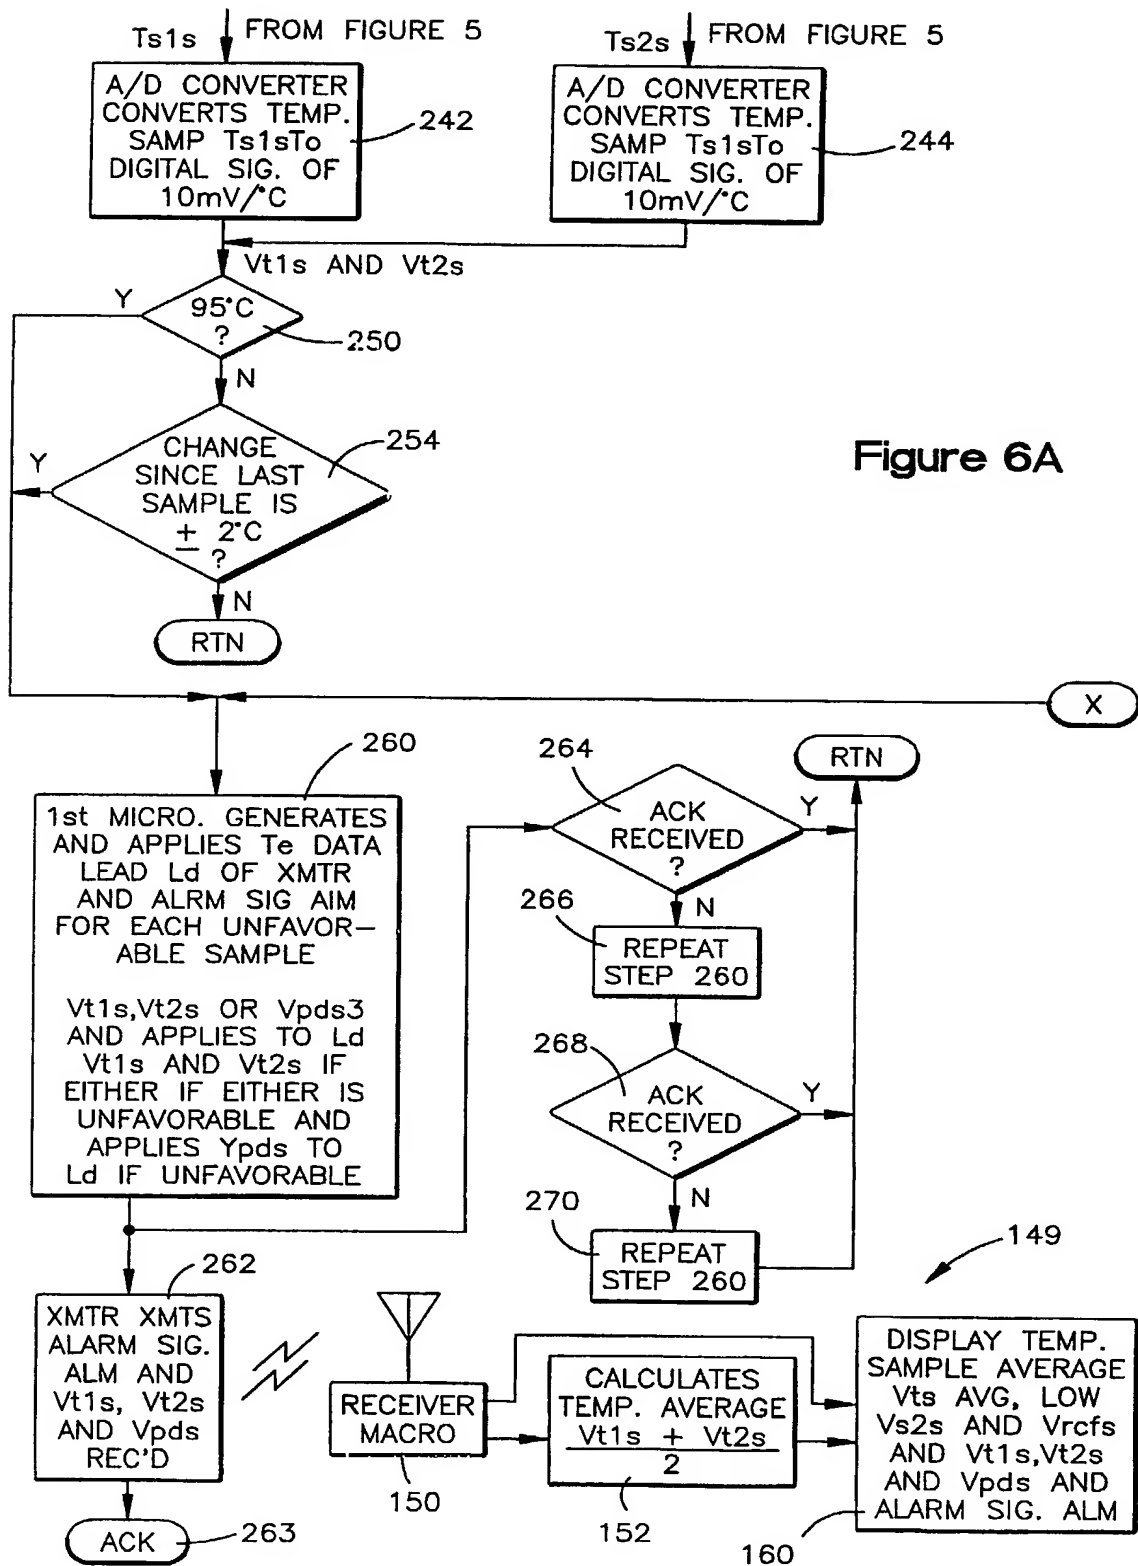 Ts1s FROM FIGURE 5
Ts2s FROM FIGURE 5
A/D CONVERTER
CONVERTS TEMP.
SAMP Ts1sTo
DIGITAL SIG. OF
10mV/°C
242
A/D CONVERTER
CONVERTS TEMP.
SAMP Ts1sTo
DIGITAL SIG. OF
10mV/°C
244
Vt1s AND Vt2s
Y
95°C
?
250
N
Y
CHANGE
SINCE LAST
SAMPLE IS
± 2°C
?
254
N
RTN
Figure 6A
X
260
1st MICRO. GENERATES
AND APPLIES Te DATA
LEAD Ld OF XMTR
AND ALRM SIG AIM
FOR EACH UNFAVOR-
ABLE SAMPLE
Vt1s,Vt2s OR Vpds3
AND APPLIES TO Ld
Vt1s AND Vt2s IF
EITHER IF EITHER IS
UNFAVORABLE AND
APPLIES Ypds TO
Ld IF UNFAVORABLE
264
ACK
RECEIVED
?
Y
RTN
N
266
REPEAT
STEP 260
268
ACK
RECEIVED
?
Y
N
270
REPEAT
STEP 260
262
XMTR XMTS
ALARM SIG.
ALM AND
Vt1s, Vt2s
AND Vpds
REC'D
ACK
263
RECEIVER
MACRO
150
CALCULATES
TEMP. AVERAGE
Vt1s + Vt2s
2
152
149
DISPLAY TEMP.
SAMPLE AVERAGE
Vts AVG, LOW
Vs2s AND Vrcfs
AND Vt1s,Vt2s
AND Vpds AND
ALARM SIG. ALM
160